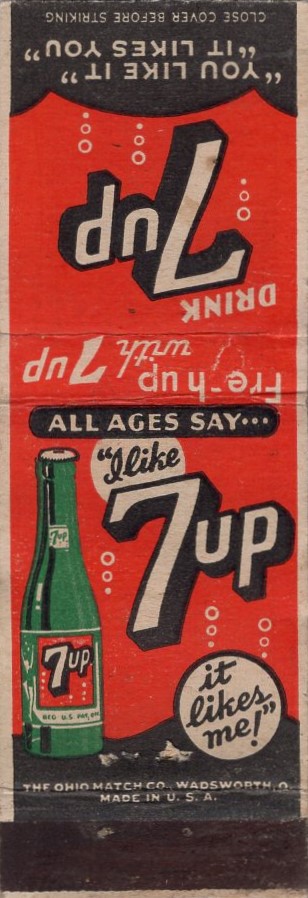 CLOSE COVER BEFORE STRIKING
"YOU LIKE IT"
"IT LIKES YOU"
DRINK
7up
Fresh up
with 7up
ALL AGES SAY...
"I like
7up
it
likes
me!"
7up
7up
REG U.S. PAT. OFF
THE OHIO MATCH CO., WADSWORTH, O.
MADE IN U. S. A.